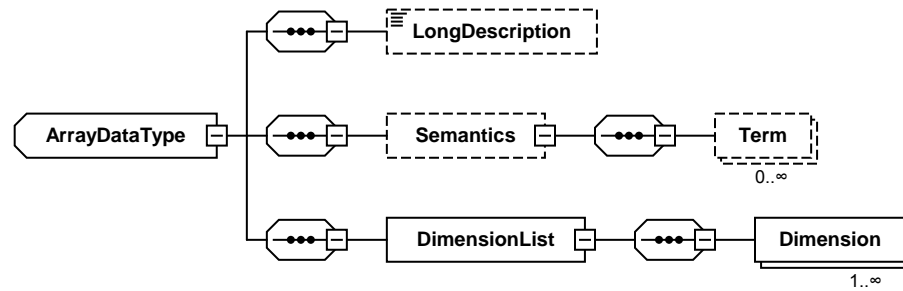 LongDescription
ArrayDataType
Semantics
Term
0..∞
DimensionList
Dimension
1..∞